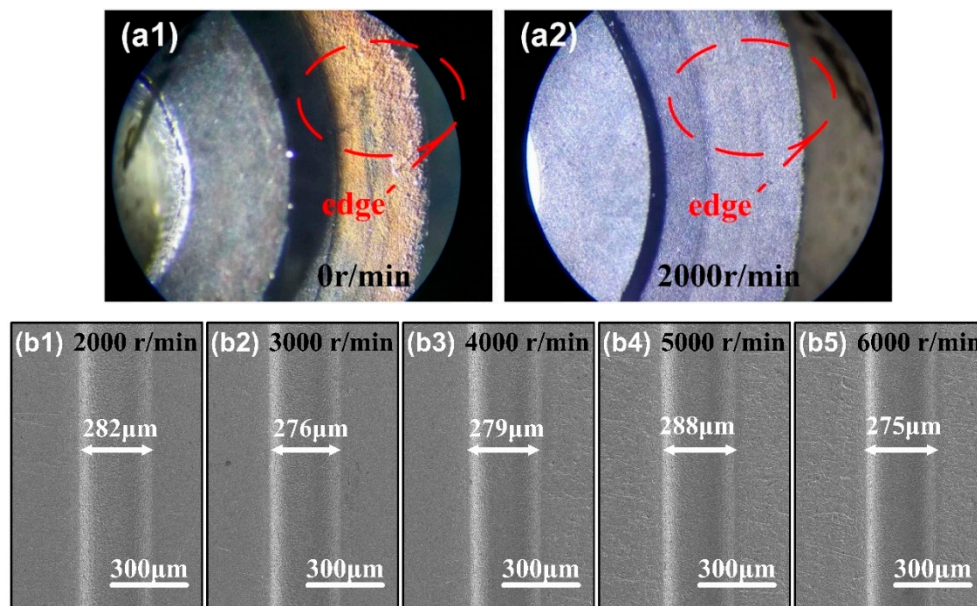 (a1)
edge
0r/min
(a2)
edge
2000r/min
(b1) 2000 r/min
282μm
300μm
(b2) 3000 r/min
276μm
300μm
(b3) 4000 r/min
279μm
300μm
(b4) 5000 r/min
288μm
300μm
(b5) 6000 r/min
275μm
300μm